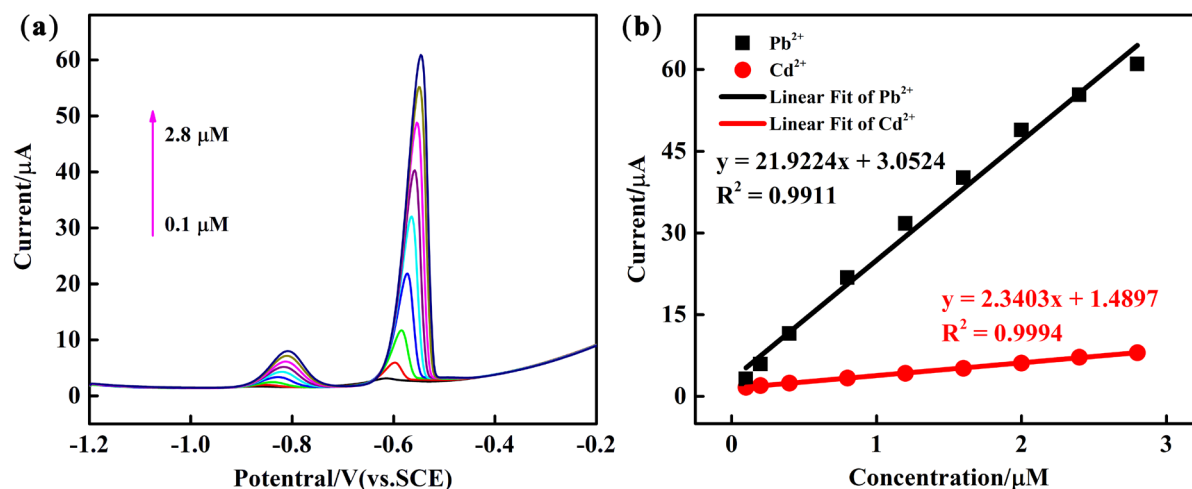 (a)
60
50
40
30
20
10
0
Current/μA
2.8 μM
0.1 μM
-1.2 -1.0 -0.8 -0.6 -0.4 -0.2
Potentral/V(vs.SCE)
(b)
60
45
30
15
0
Current/μA
Pb²⁺
Cd²⁺
Linear Fit of Pb²⁺
Linear Fit of Cd²⁺
y = 21.9224x + 3.0524
R² = 0.9911
y = 2.3403x + 1.4897
R² = 0.9994
0 1 2 3
Concentration/μM